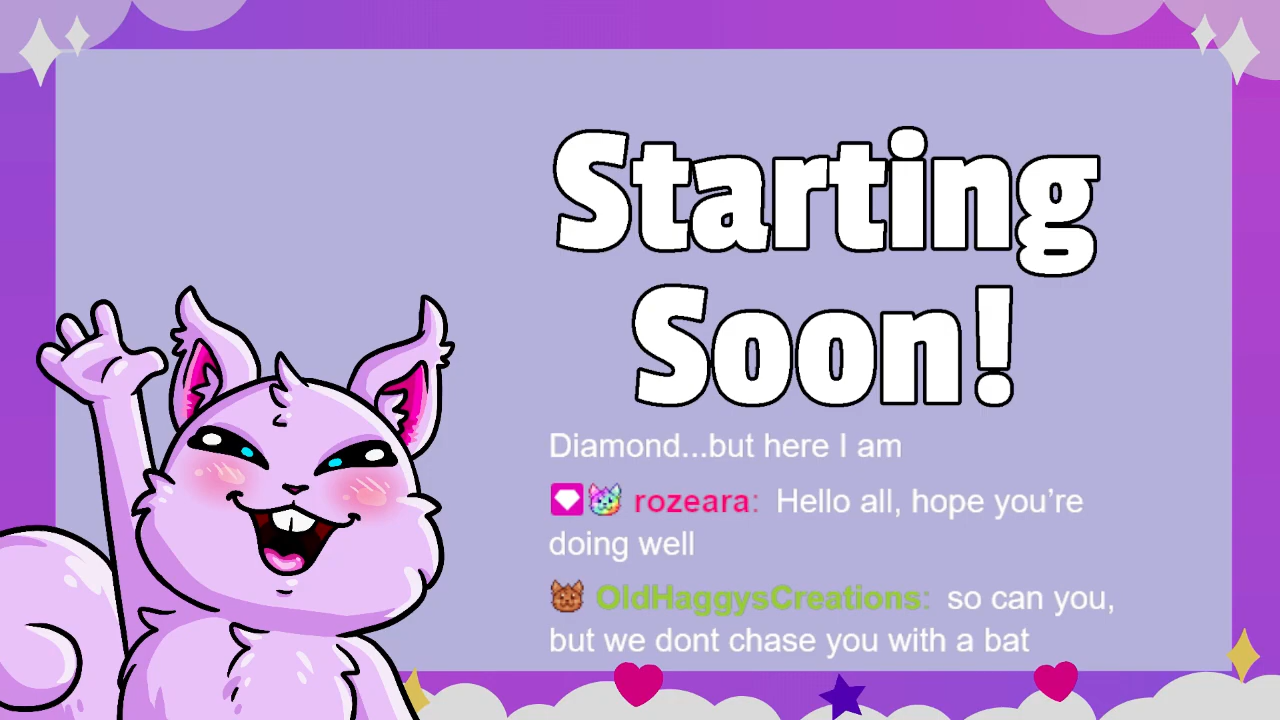 Starting
Soon!
Diamond...but here I am
rozeara: Hello all, hope you’re
doing well
OldHaggysCreations: so can you,
but we dont chase you with a bat